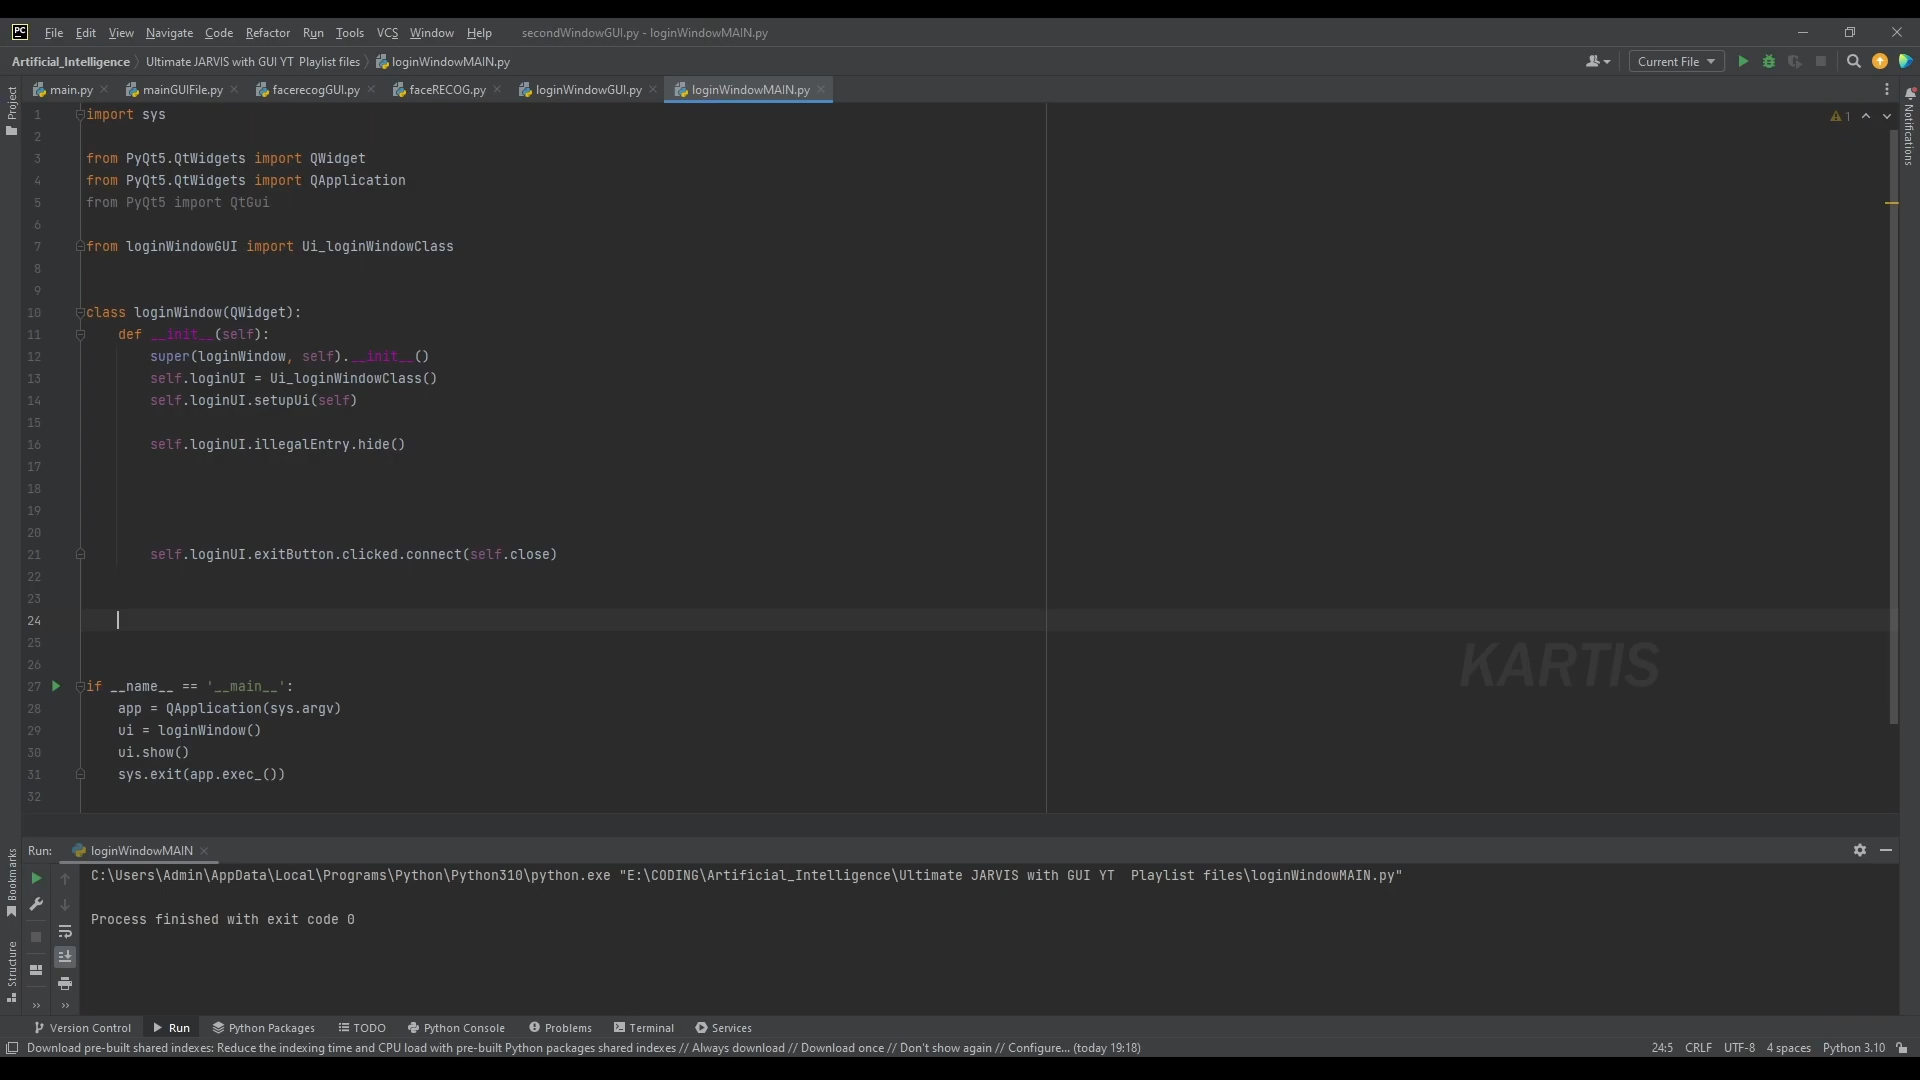 PC File Edit View Navigate Code Refactor Run Tools VCS Window Help secondWindowGUI.py - loginWindowMAIN.py
Artificial_Intelligence Ultimate JARVIS with GUI YT Playlist files loginWindowMAIN.py Current File
main.py mainGUIFile.py facerecogGUI.py faceRECOG.py loginWindowGUI.py loginWindowMAIN.py
Project
Notifications
1
1 import sys
2
3 from PyQt5.QtWidgets import QWidget
4 from PyQt5.QtWidgets import QApplication
5 from PyQt5 import QtGui
6
7 from loginWindowGUI import Ui_loginWindowClass
8
9
10 class loginWindow(QWidget):
11 def __init__(self):
12 super(loginWindow, self).__init__()
13 self.loginUI = Ui_loginWindowClass()
14 self.loginUI.setupUi(self)
15
16 self.loginUI.illegalEntry.hide()
17
18
19
20
21 self.loginUI.exitButton.clicked.connect(self.close)
22
23
24
25
26
KARTIS
27 if __name__ == '__main__':
28 app = QApplication(sys.argv)
29 ui = loginWindow()
30 ui.show()
31 sys.exit(app.exec_())
32
Run: loginWindowMAIN
Bookmarks
Structure
C:\Users\Admin\AppData\Local\Programs\Python\Python310\python.exe "E:\CODING\Artificial_Intelligence\Ultimate JARVIS with GUI YT  Playlist files\loginWindowMAIN.py"
Process finished with exit code 0
Version Control Run Python Packages TODO Python Console Problems Terminal Services
Download pre-built shared indexes: Reduce the indexing time and CPU load with pre-built Python packages shared indexes // Always download // Download once // Don't show again // Configure... (today 19:18) 24:5 CRLF UTF-8 4 spaces Python 3.10